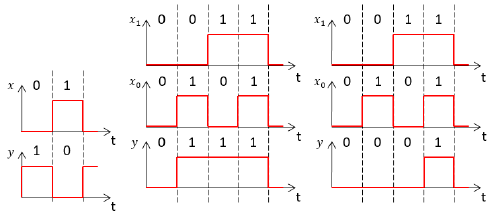 x 0 1
t
y 1 0
t
x₁ 0 0 1 1
t
x₀ 0 1 0 1
t
y 0 1 1 1
t
x₁ 0 0 1 1
t
x₀ 0 1 0 1
t
y 0 0 0 1
t